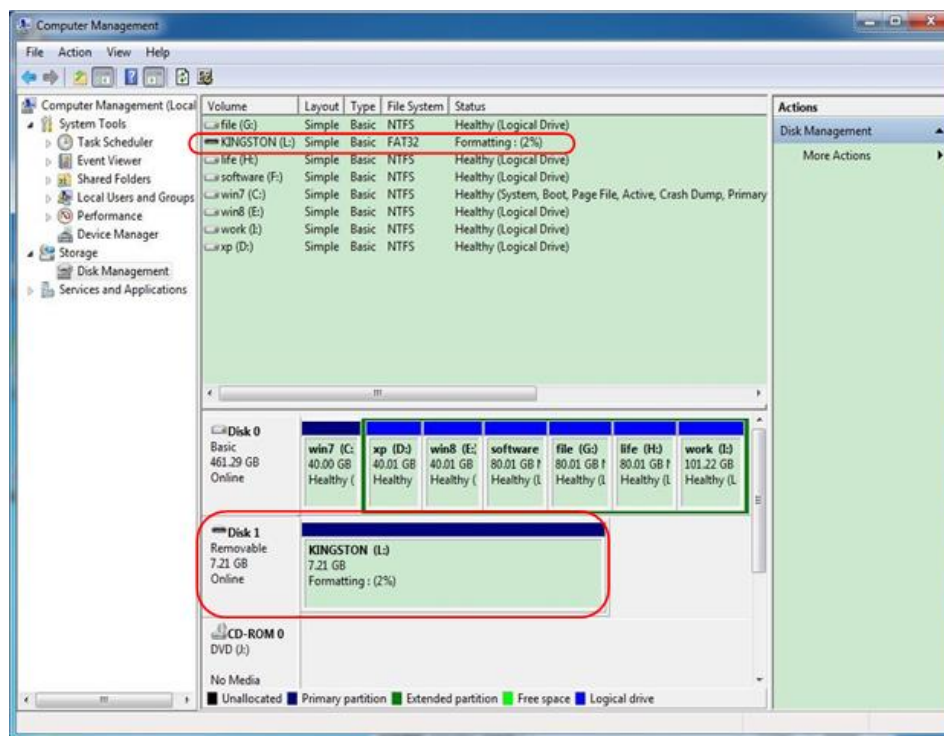 Computer Management
File Action View Help
Computer Management (Local
System Tools
Task Scheduler
Event Viewer
Shared Folders
Local Users and Groups
Performance
Device Manager
Storage
Disk Management
Services and Applications
Volume Layout Type File System Status
file (G:) Simple Basic NTFS Healthy (Logical Drive)
KINGSTON (L:) Simple Basic FAT32 Formatting : (2%)
life (H:) Simple Basic NTFS Healthy (Logical Drive)
software (F:) Simple Basic NTFS Healthy (Logical Drive)
win7 (C:) Simple Basic NTFS Healthy (System, Boot, Page File, Active, Crash Dump, Primary
win8 (E:) Simple Basic NTFS Healthy (Logical Drive)
work (I:) Simple Basic NTFS Healthy (Logical Drive)
xp (D:) Simple Basic NTFS Healthy (Logical Drive)
Actions
Disk Management
More Actions
Disk 0
Basic
461.29 GB
Online
win7 (C:
40.00 GB
Healthy (
xp (D:)
40.01 GB
Healthy
win8 (E:
40.01 GB
Healthy (
software
80.01 GB
Healthy (L
file (G:)
80.01 GB
Healthy (L
life (H:)
80.01 GB
Healthy (L
work (I:)
101.22 GB
Healthy (L
Disk 1
Removable
7.21 GB
Online
KINGSTON (L:)
7.21 GB
Formatting : (2%)
CD-ROM 0
DVD (J:)
No Media
Unallocated Primary partition Extended partition Free space Logical drive